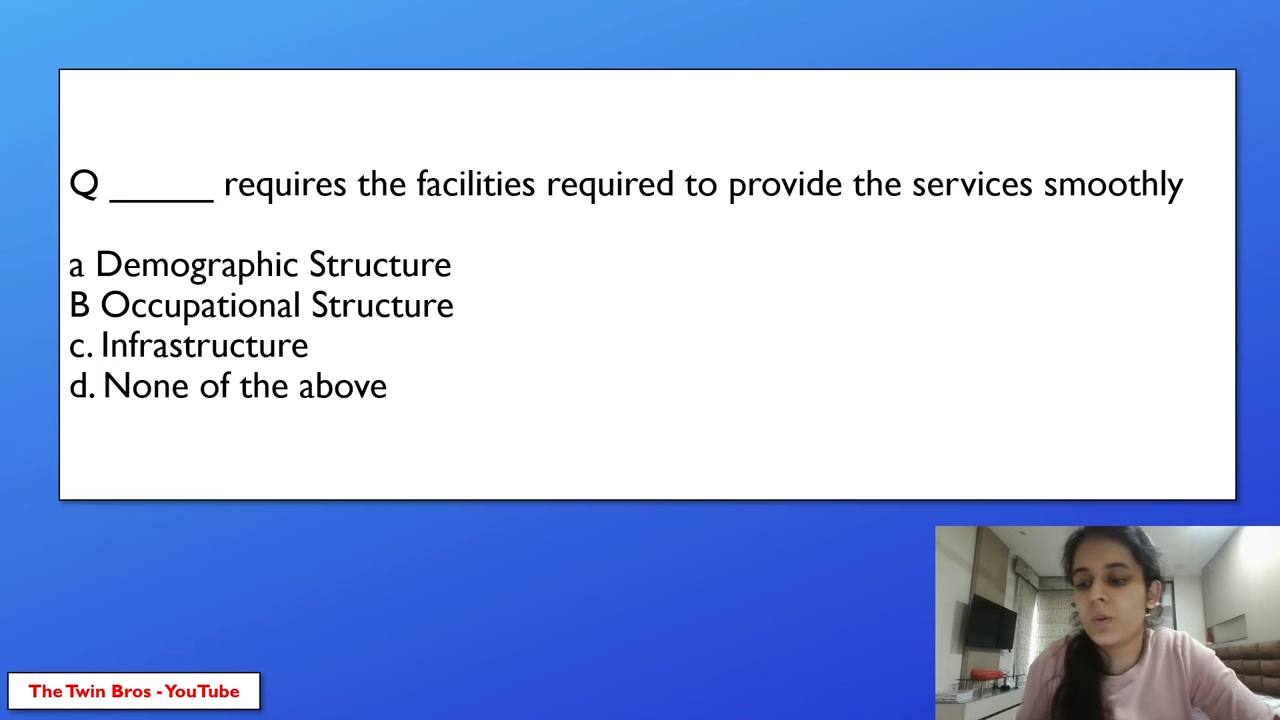 Q ______ requires the facilities required to provide the services smoothly
a Demographic Structure
B Occupational Structure
c. Infrastructure
d. None of the above
The Twin Bros - YouTube